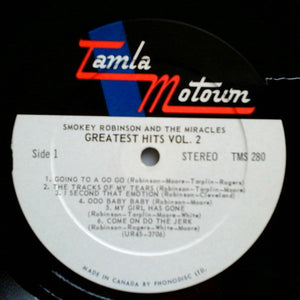 Tamla
Motown
SMOKEY ROBINSON AND THE MIRACLES
GREATEST HITS VOL. 2
Side 1 STEREO TMS 280
1. GOING TO A GO GO (Robinson-Moore-Tarplin-Rogers)
2. THE TRACKS OF MY TEARS (Robinson-Moore-Tarplin)
3. I SECOND THAT EMOTION (Robinson-Cleveland)
4. OOO BABY BABY (Robinson-Moore)
5. MY GIRL HAS GONE
(Robinson-Tarplin-Moore-White)
6. COME ON DO THE JERK
(Robinson-Rogers-White-Moore)
(UR45-3706)
MADE IN CANADA BY PHONODISC LTD.